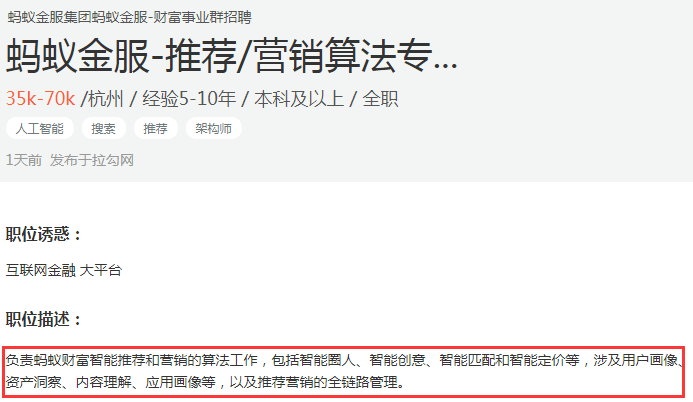 蚂蚁金服集团蚂蚁金服-财富事业群招聘
蚂蚁金服-推荐/营销算法专...
35k-70k /杭州 / 经验5-10年 / 本科及以上 / 全职
人工智能 搜索 推荐 架构师
1天前 发布于拉勾网
职位诱惑：
互联网金融 大平台
职位描述：
负责蚂蚁财富智能推荐和营销的算法工作，包括智能圈人、智能创意、智能匹配和智能定价等，涉及用户画像、
资产洞察、内容理解、应用画像等，以及推荐营销的全链路管理。